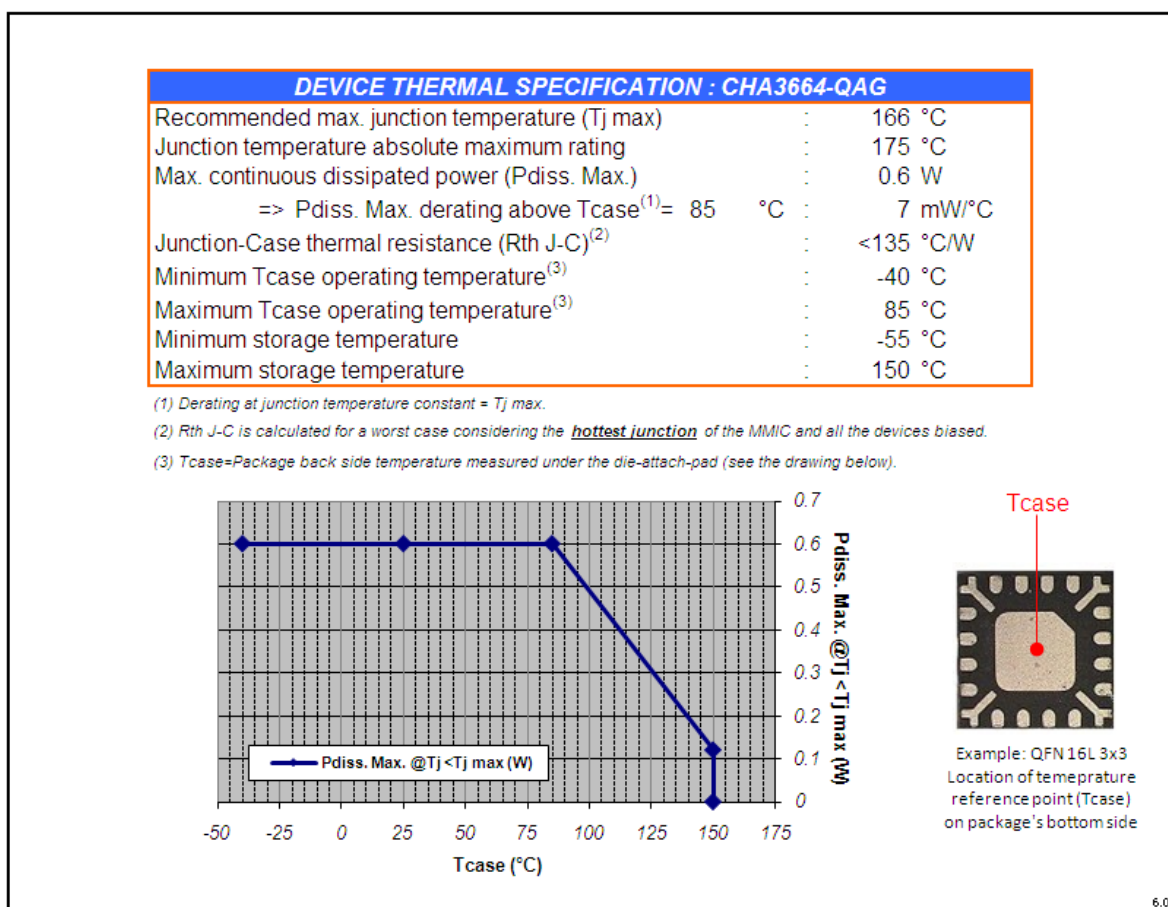 DEVICE THERMAL SPECIFICATION : CHA3664-QAG
Recommended max. junction temperature (Tj max) : 166 °C
Junction temperature absolute maximum rating : 175 °C
Max. continuous dissipated power (Pdiss. Max.) : 0.6 W
=> Pdiss. Max. derating above Tcase(1)= 85 °C : 7 mW/°C
Junction-Case thermal resistance (Rth J-C)(2) : <135 °C/W
Minimum Tcase operating temperature(3) : -40 °C
Maximum Tcase operating temperature(3) : 85 °C
Minimum storage temperature : -55 °C
Maximum storage temperature : 150 °C
(1) Derating at junction temperature constant = Tj max.
(2) Rth J-C is calculated for a worst case considering the hottest junction of the MMIC and all the devices biased.
(3) Tcase=Package back side temperature measured under the die-attach-pad (see the drawing below).
0.7
0.6
0.5
0.4
0.3
0.2
0.1
0
Pdiss. Max. @Tj <Tj max (W)
Pdiss. Max. @Tj <Tj max (W)
-50 -25 0 25 50 75 100 125 150 175
Tcase (°C)
Tcase
Example: QFN 16L 3x3
Location of temeprature
reference point (Tcase)
on package's bottom side
6.0